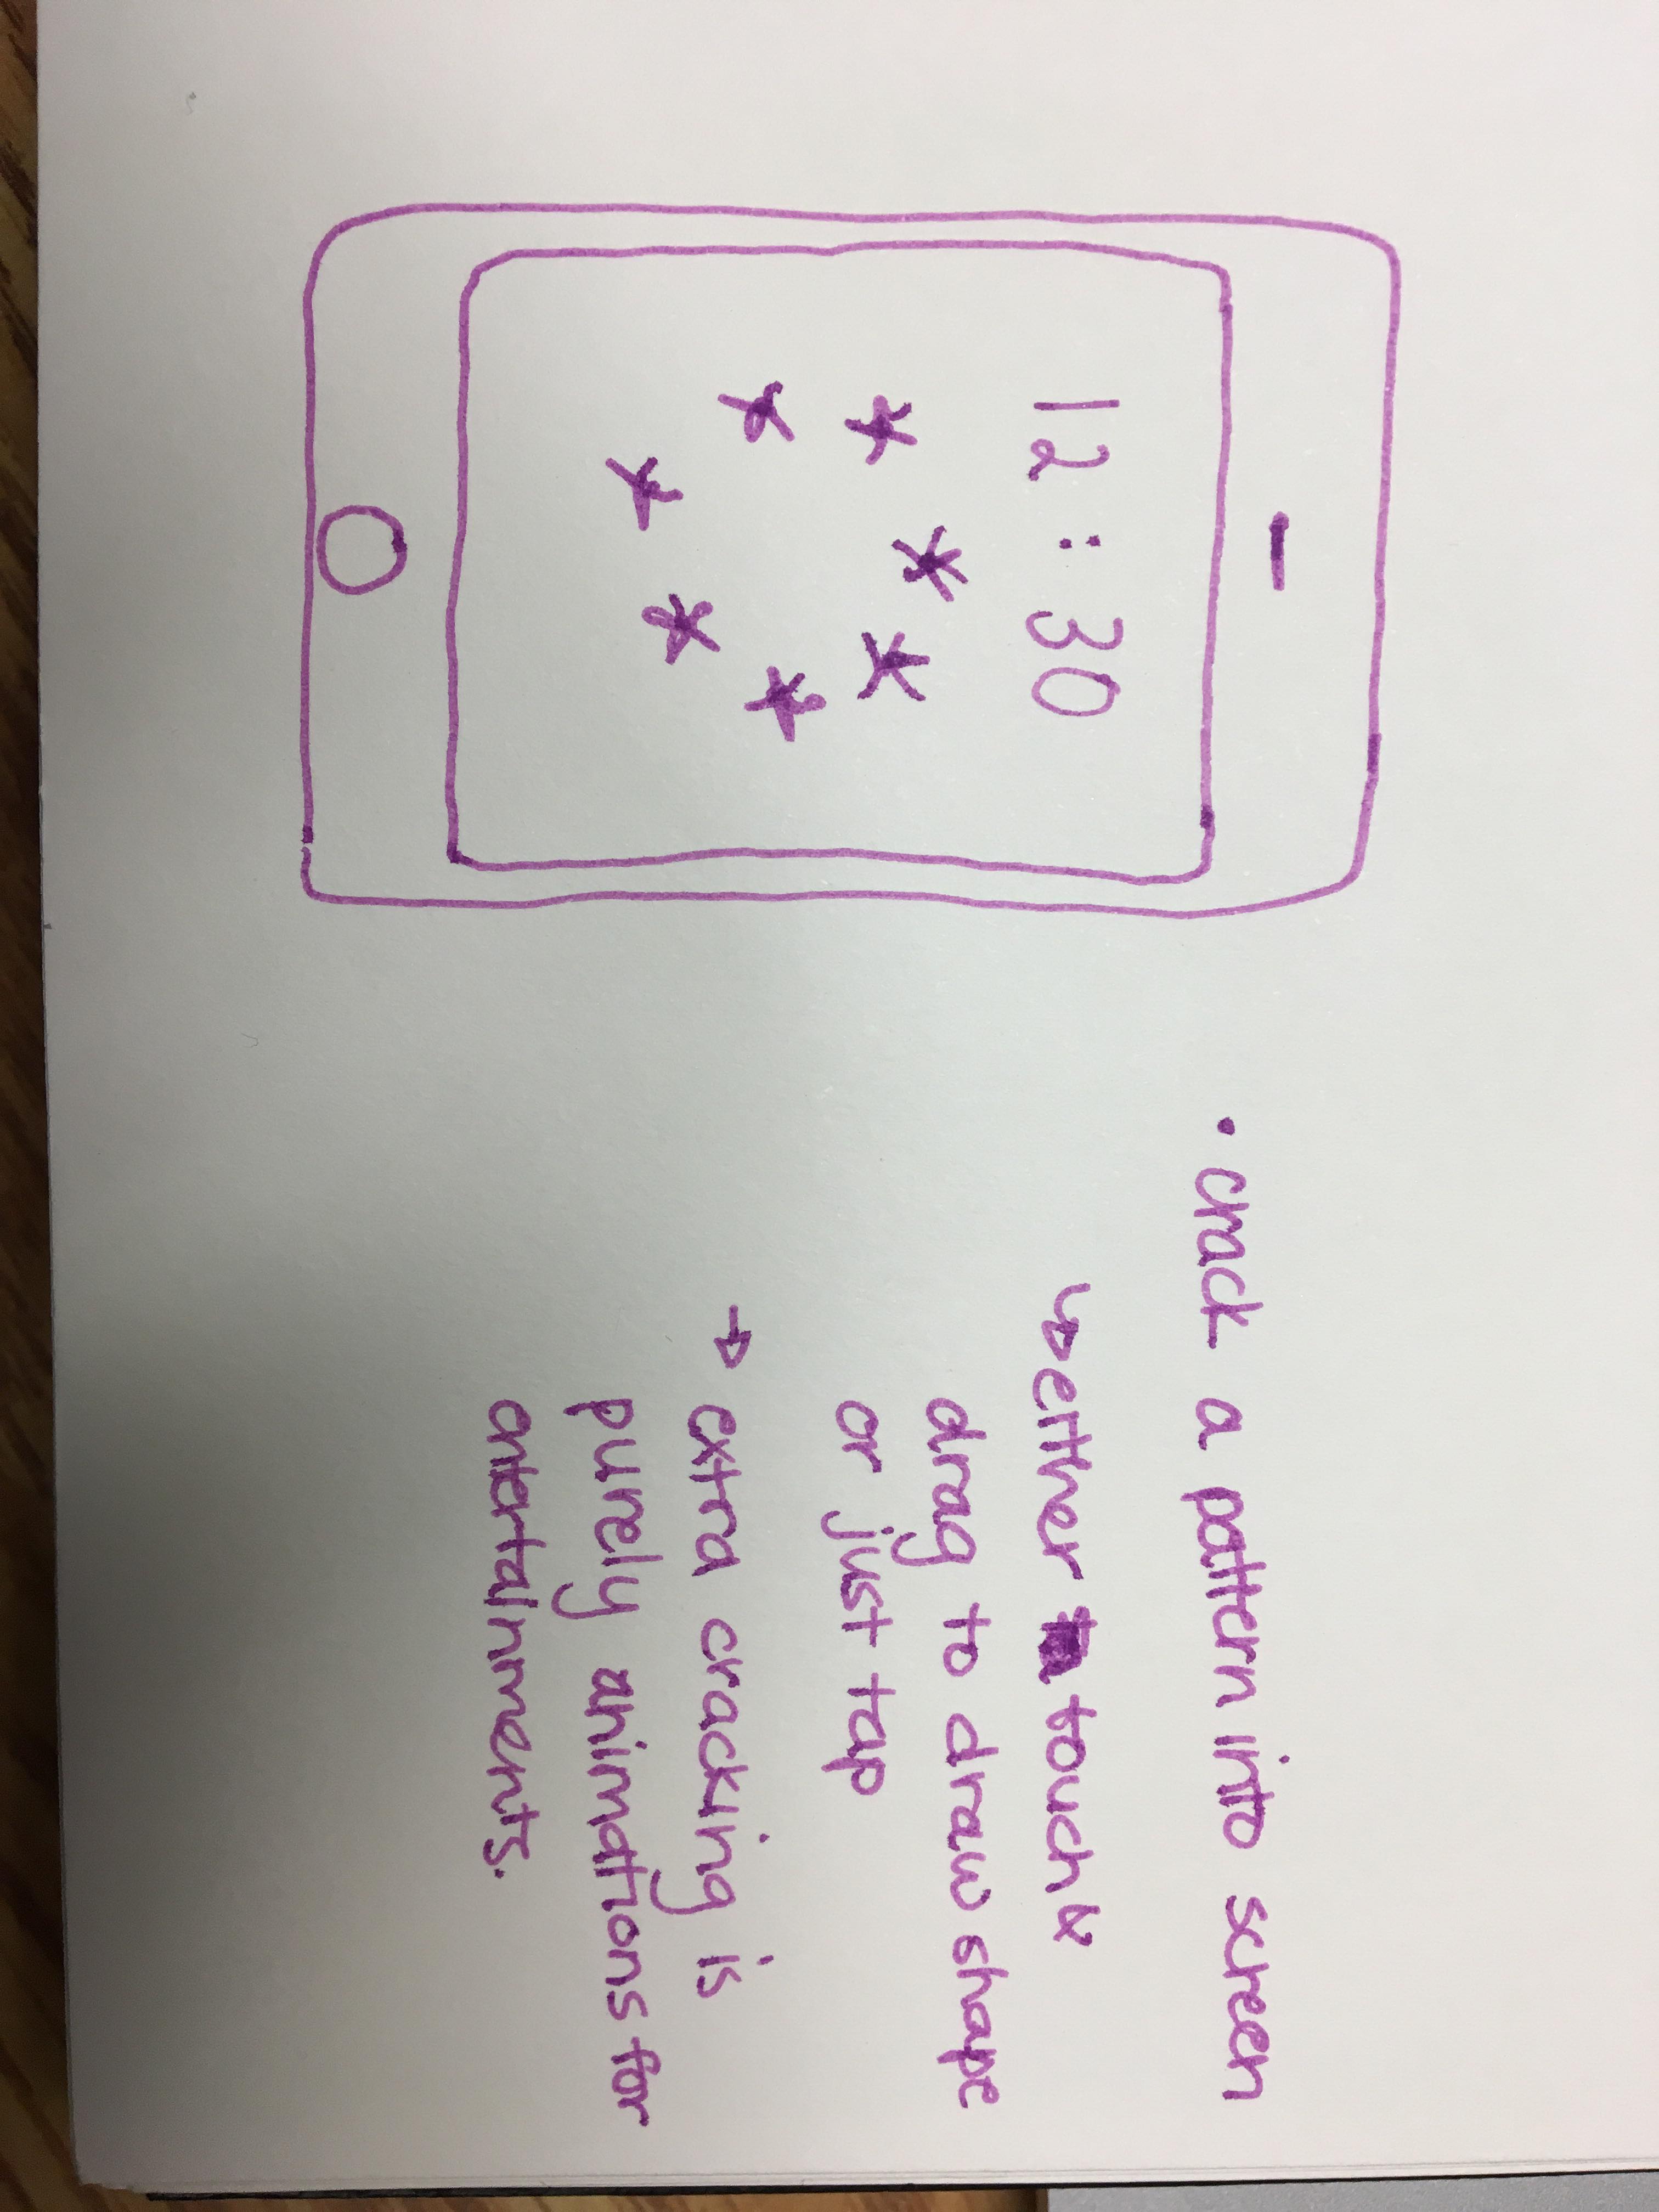 12 : 30
• crack a pattern into screen
↳ either touch &
drag to draw shape
or just tap
→ extra cracking is
purely animations for
entertainments.